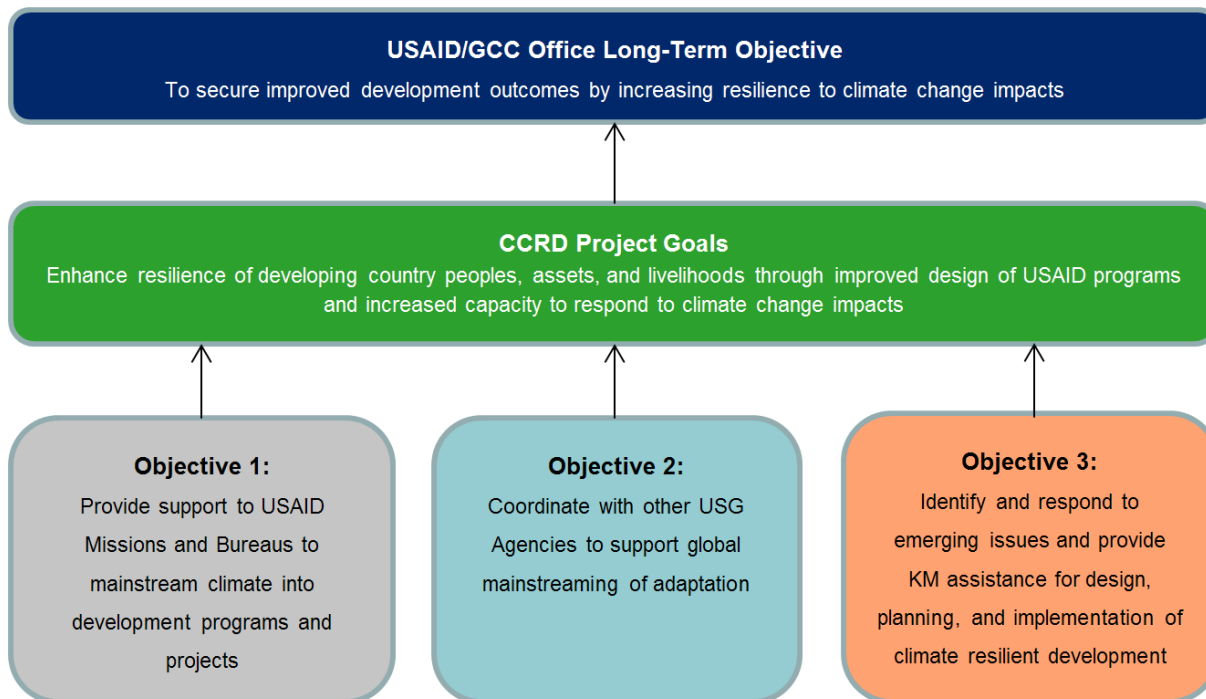 USAID/GCC Office Long-Term Objective
To secure improved development outcomes by increasing resilience to climate change impacts
CCRD Project Goals
Enhance resilience of developing country peoples, assets, and livelihoods through improved design of USAID programs
and increased capacity to respond to climate change impacts
Objective 1:
Provide support to USAID
Missions and Bureaus to
mainstream climate into
development programs and
projects
Objective 2:
Coordinate with other USG
Agencies to support global
mainstreaming of adaptation
Objective 3:
Identify and respond to
emerging issues and provide
KM assistance for design,
planning, and implementation of
climate resilient development